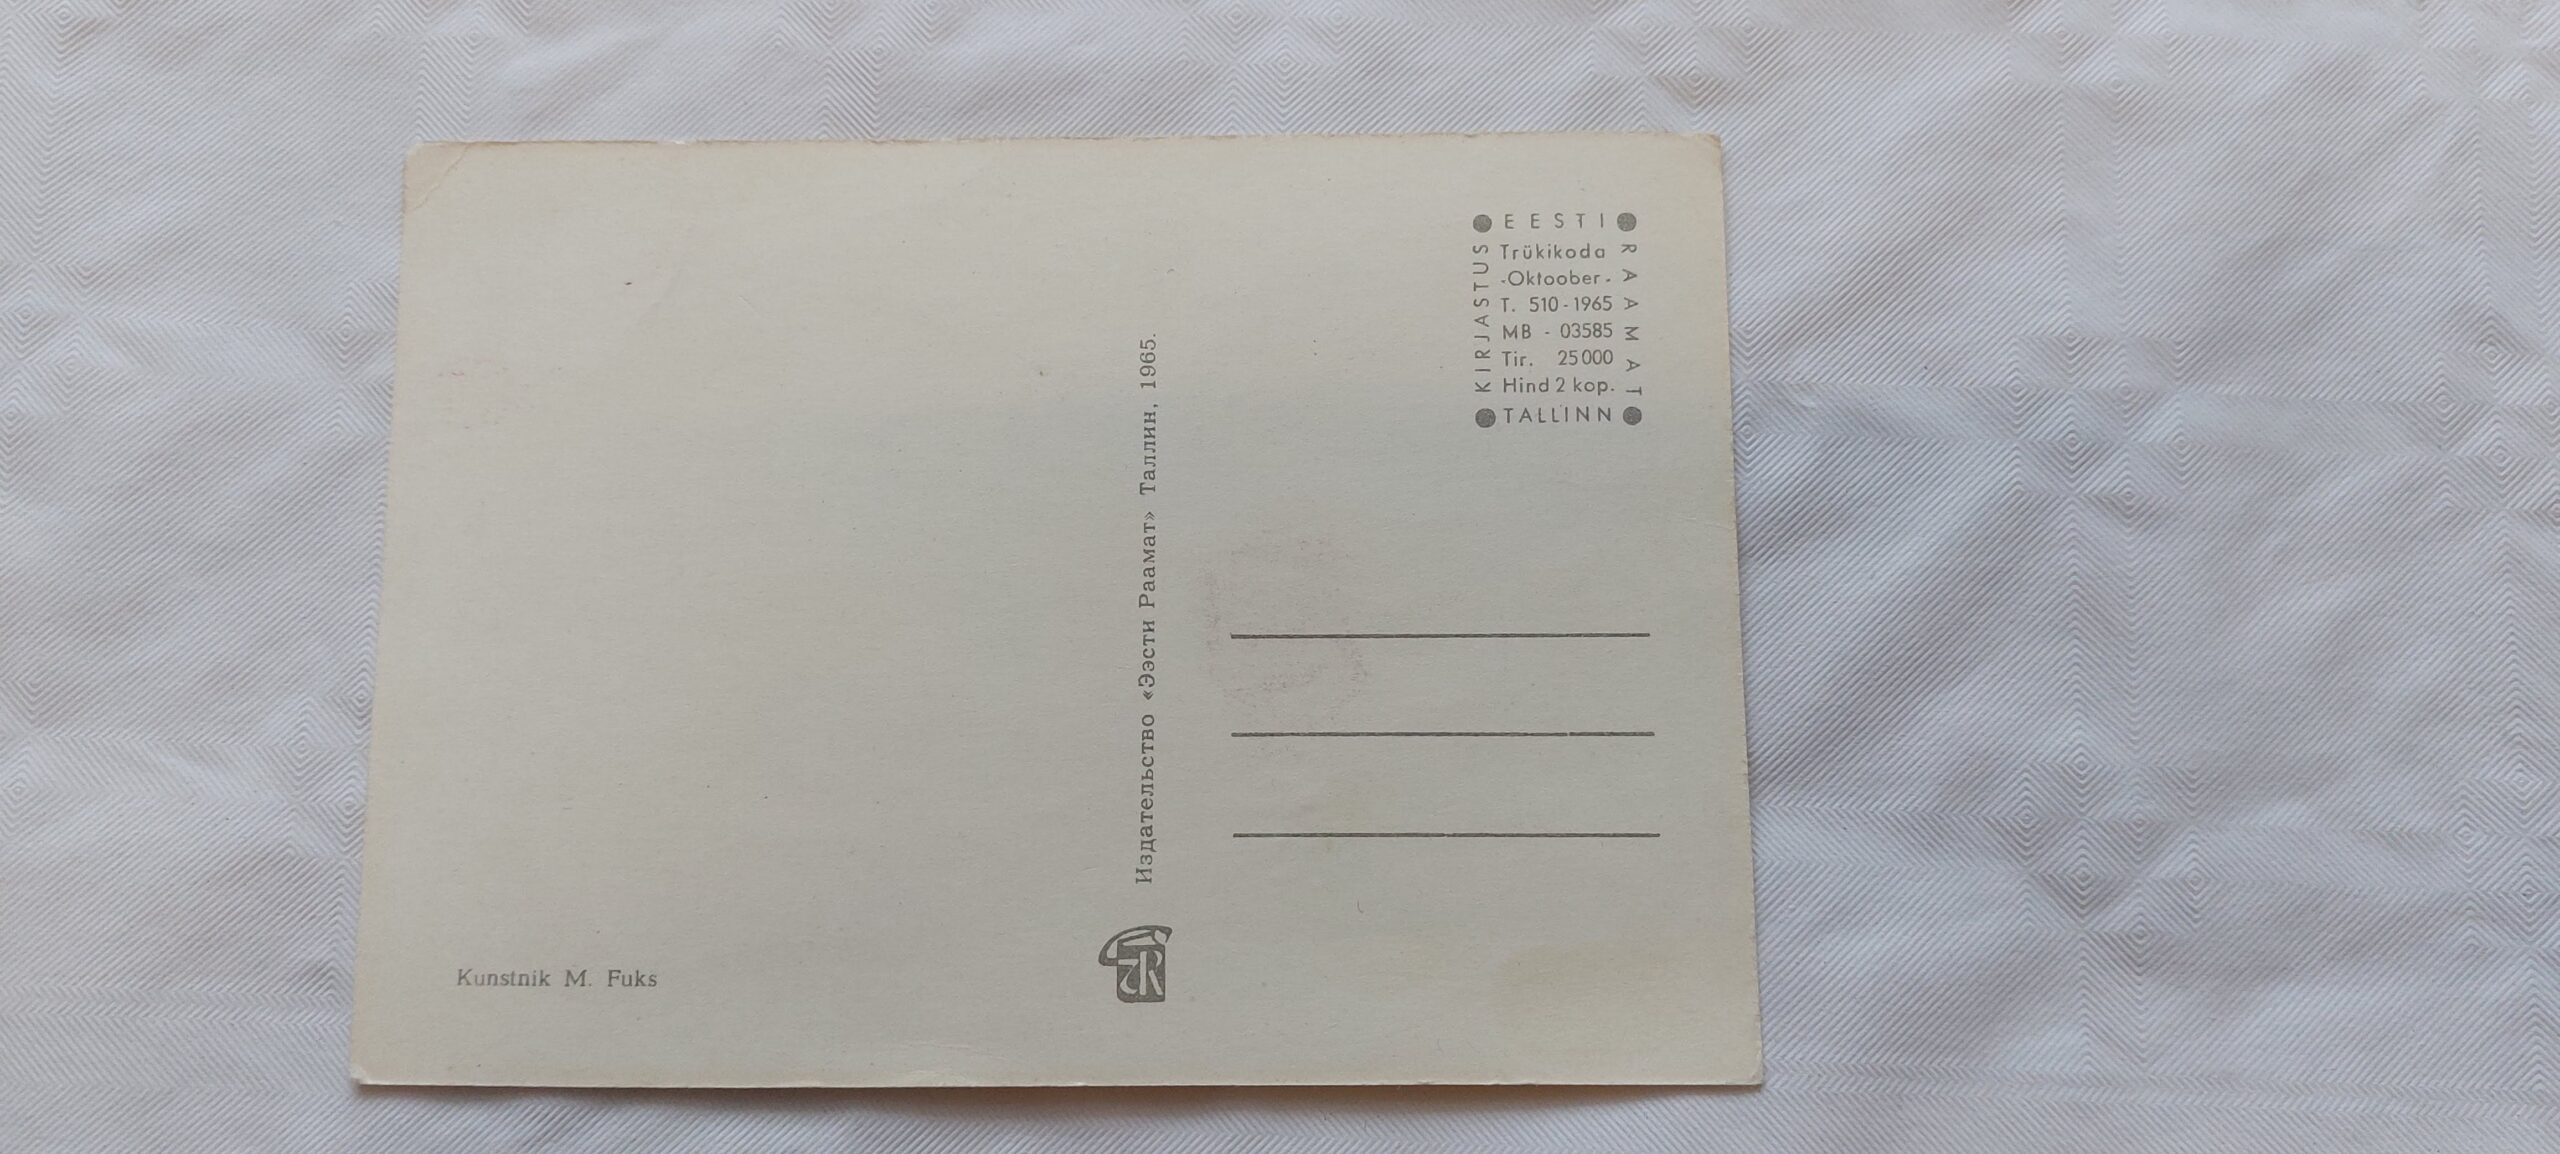 EESTI
KIRJASTUS
RAAMAT
Trükikoda
-Oktoober-
T. 510-1965
MB - 03585
Tir. 25000
Hind 2 kop.
TALLINN
Издательство «Ээсти Раамат» Таллин, 1965.
ER
Kunstnik M. Fuks